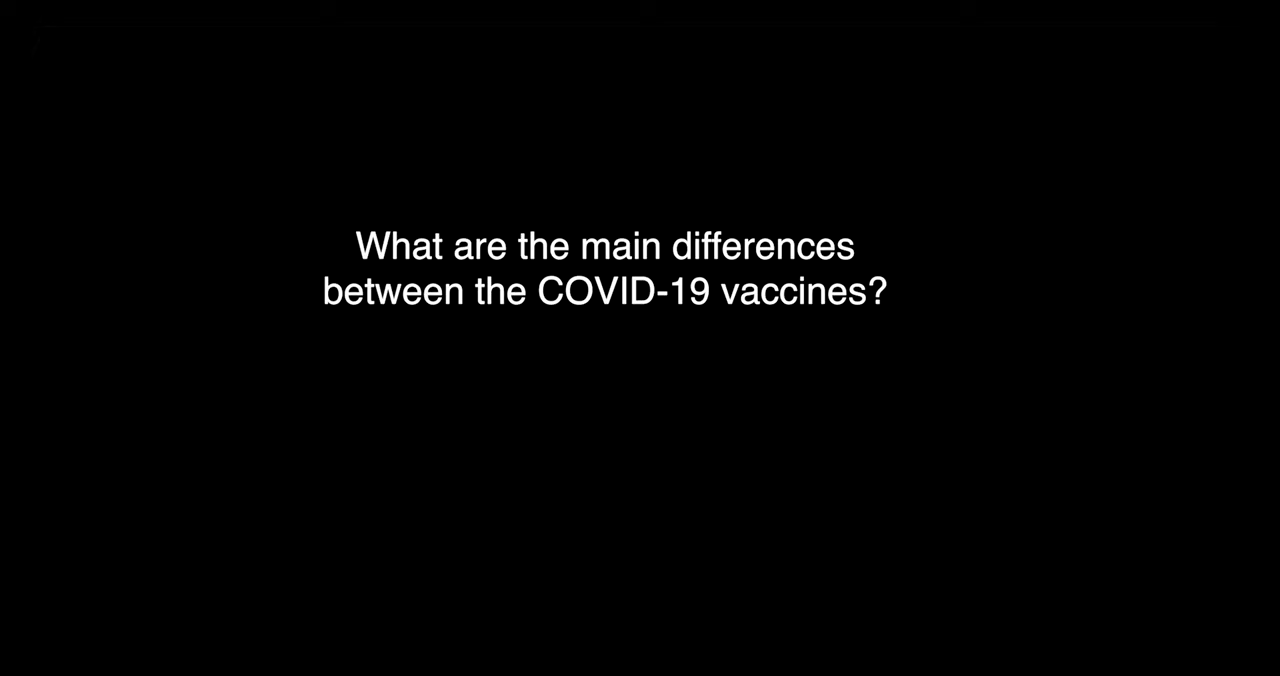 What are the main differences
between the COVID-19 vaccines?